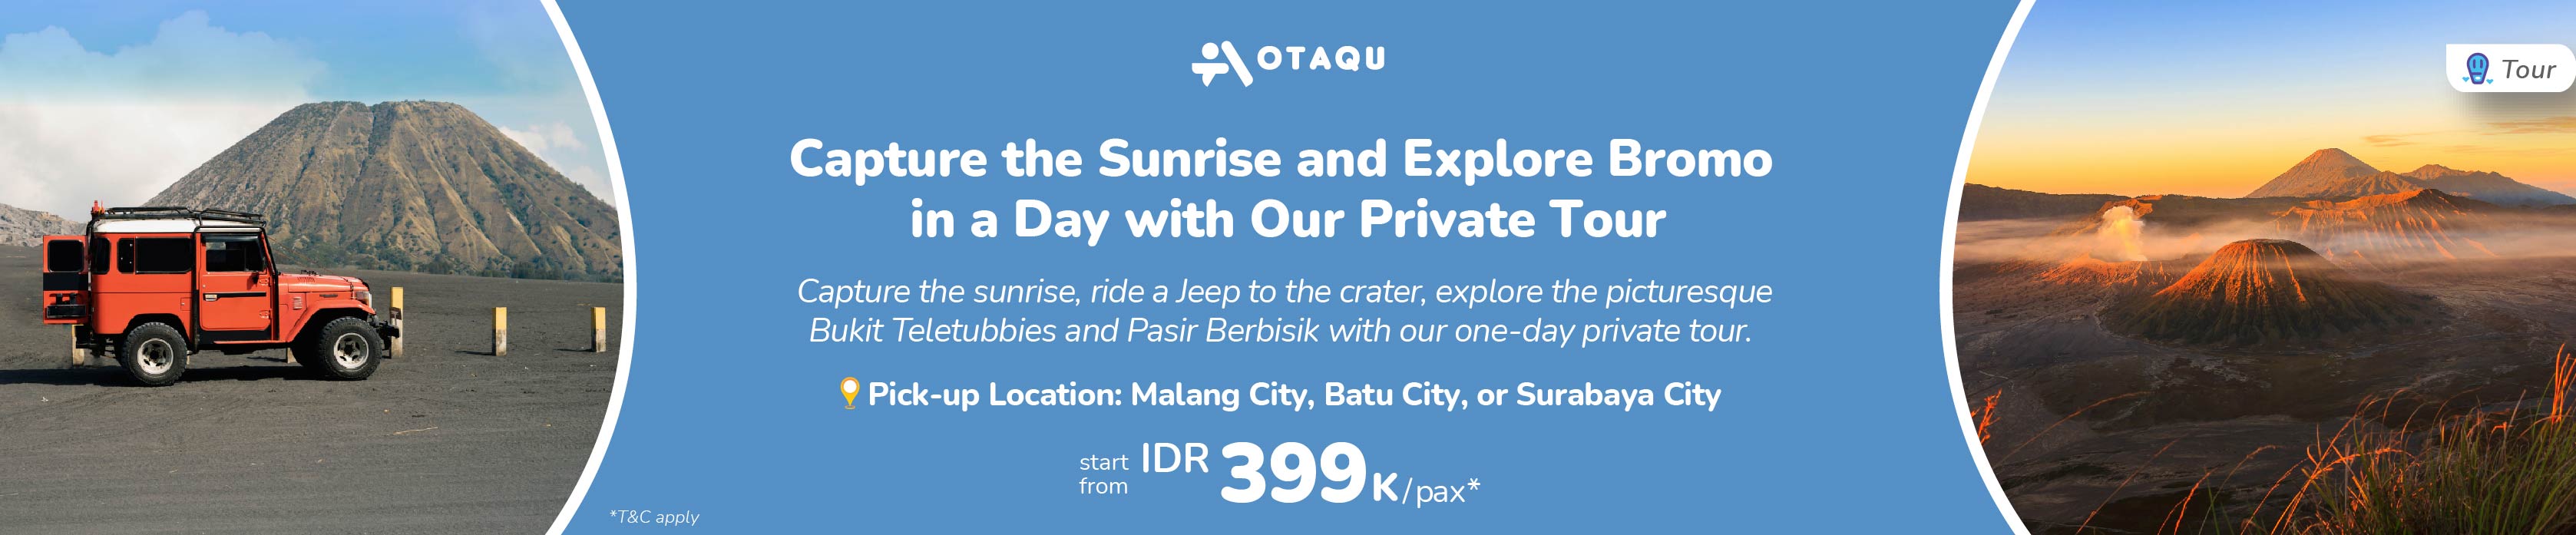 OTAQU
Tour
Capture the Sunrise and Explore Bromo
in a Day with Our Private Tour
Capture the sunrise, ride a Jeep to the crater, explore the picturesque
Bukit Teletubbies and Pasir Berbisik with our one-day private tour.
Pick-up Location: Malang City, Batu City, or Surabaya City
start from IDR 399K/pax*
*T&C apply